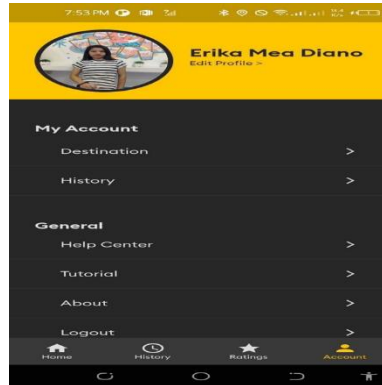 7:53 PM
Erika Mea Diano
Edit Profile >
My Account
Destination >
History >
General
Help Center >
Tutorial >
About >
Logout >
Home History Ratings Account